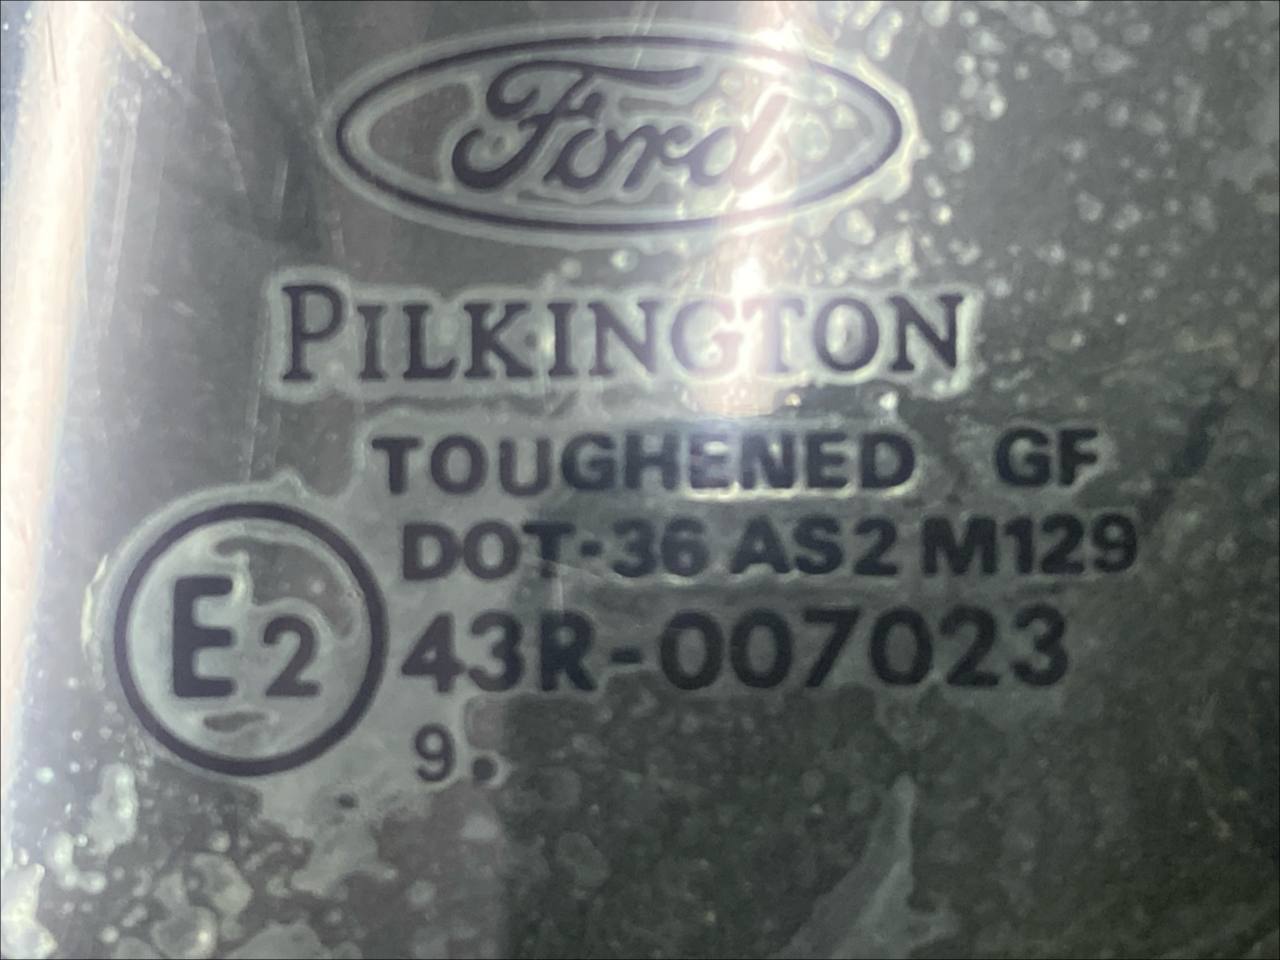 Ford
PILKINGTON
TOUGHENED GF
DOT-36 AS2 M129
E2 43R-007023
9.